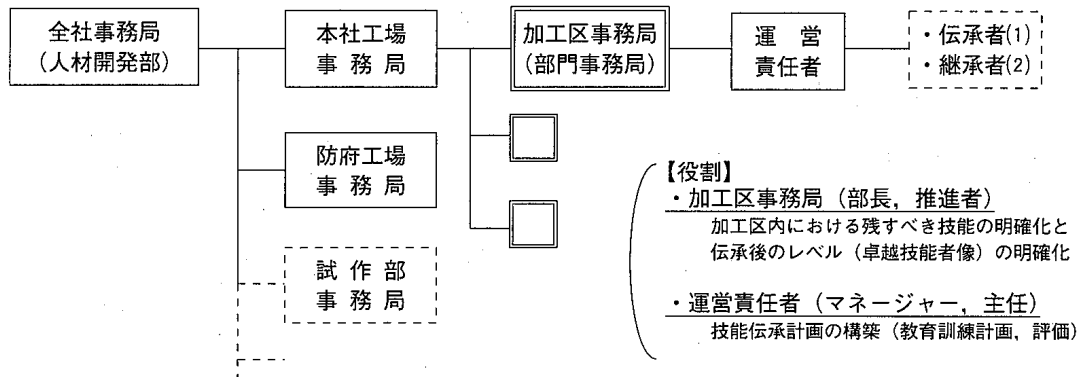 全社事務局
（人材開発部）
本社工場
事務局
加工区事務局
（部門事務局）
運営
責任者
・伝承者(1)
・継承者(2)
防府工場
事務局
試作部
事務局
【役割】
・加工区事務局（部長，推進者）
加工区内における残すべき技能の明確化と
伝承後のレベル（卓越技能者像）の明確化
・運営責任者（マネージャー，主任）
技能伝承計画の構築（教育訓練計画，評価）